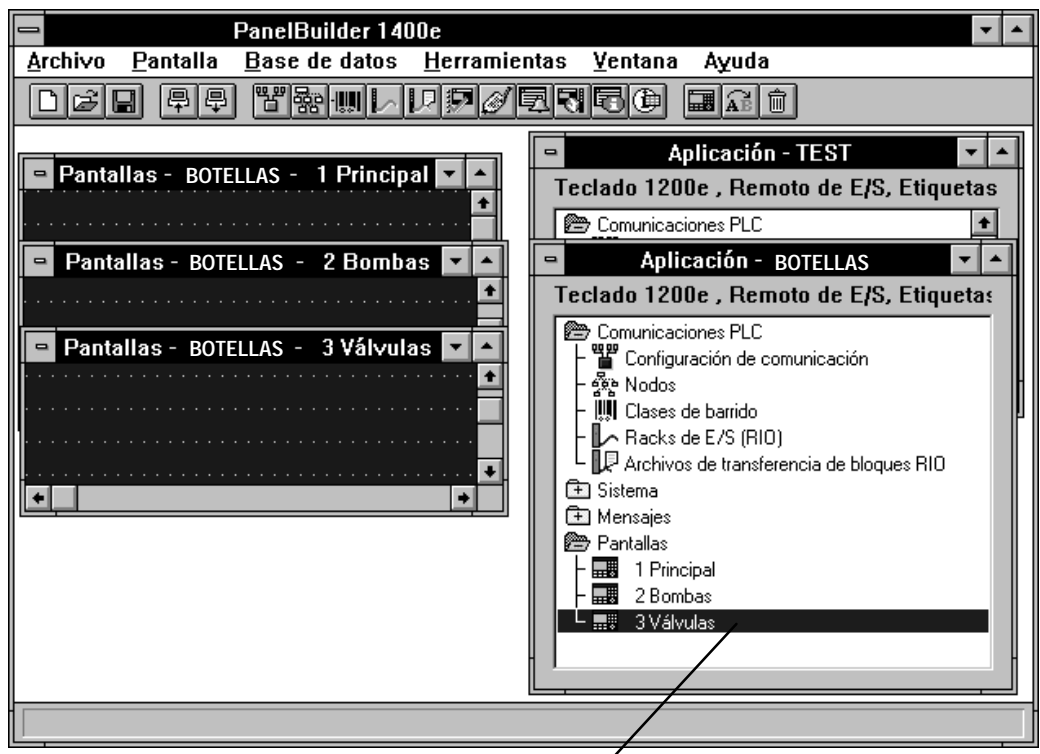 PanelBuilder 1400e
Archivo Pantalla Base de datos Herramientas Ventana Ayuda
Pantallas - BOTELLAS - 1 Principal
Pantallas - BOTELLAS - 2 Bombas
Pantallas - BOTELLAS - 3 Válvulas
Aplicación - TEST
Teclado 1200e , Remoto de E/S, Etiquetas
Comunicaciones PLC
Aplicación - BOTELLAS
Teclado 1200e , Remoto de E/S, Etiquetas
Comunicaciones PLC
Configuración de comunicación
Nodos
Clases de barrido
Racks de E/S (RIO)
Archivos de transferencia de bloques RIO
Sistema
Mensajes
Pantallas
1 Principal
2 Bombas
3 Válvulas